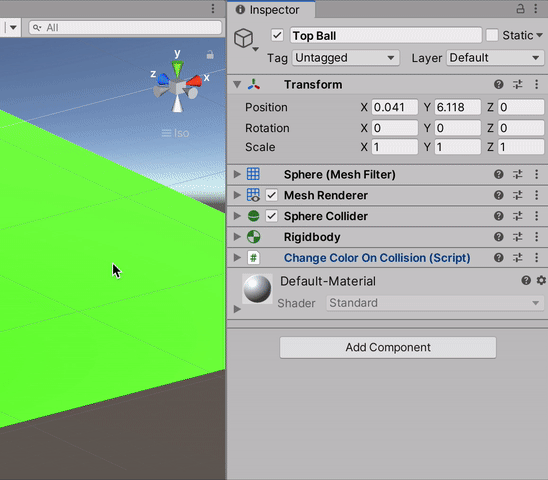 Inspector
All
Top Ball
Static
Tag Untagged Layer Default
y
z
x
Iso
Transform
Position X 0.041 Y 6.118 Z 0
Rotation X 0 Y 0 Z 0
Scale X 1 Y 1 Z 1
Sphere (Mesh Filter)
Mesh Renderer
Sphere Collider
Rigidbody
# Change Color On Collision (Script)
Default-Material
Shader Standard
Add Component